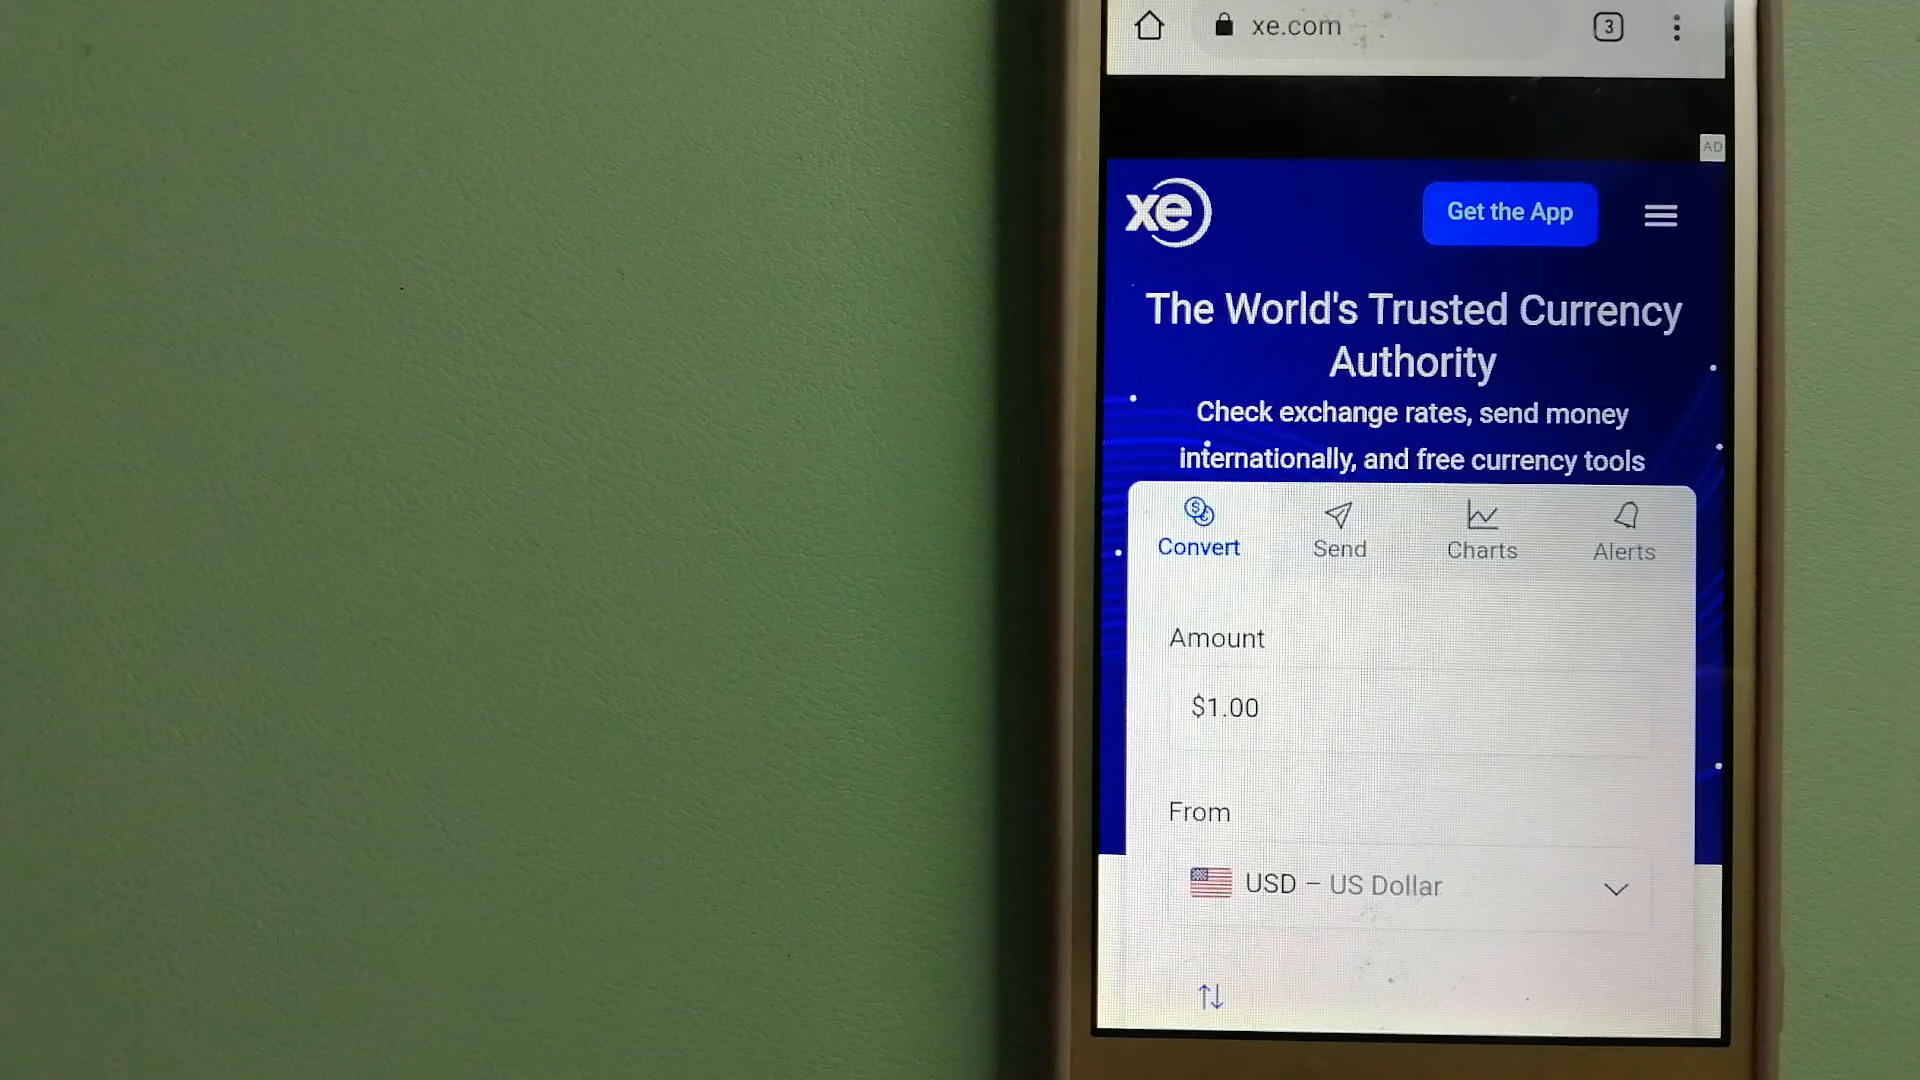 xe.com
3
AD
xe
Get the App
The World's Trusted Currency
Authority
Check exchange rates, send money
internationally, and free currency tools
Convert
Send
Charts
Alerts
Amount
$1.00
From
USD – US Dollar